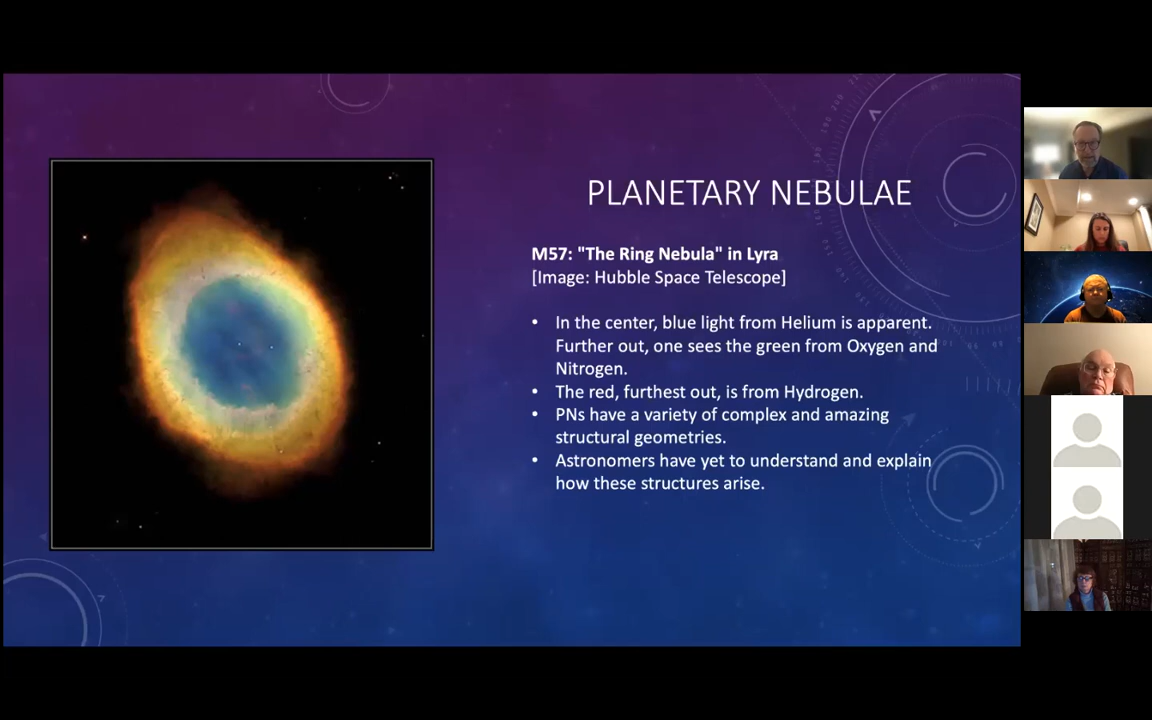 PLANETARY NEBULAE
M57: "The Ring Nebula" in Lyra
[Image: Hubble Space Telescope]
• In the center, blue light from Helium is apparent.
Further out, one sees the green from Oxygen and
Nitrogen.
• The red, furthest out, is from Hydrogen.
• PNs have a variety of complex and amazing
structural geometries.
• Astronomers have yet to understand and explain
how these structures arise.